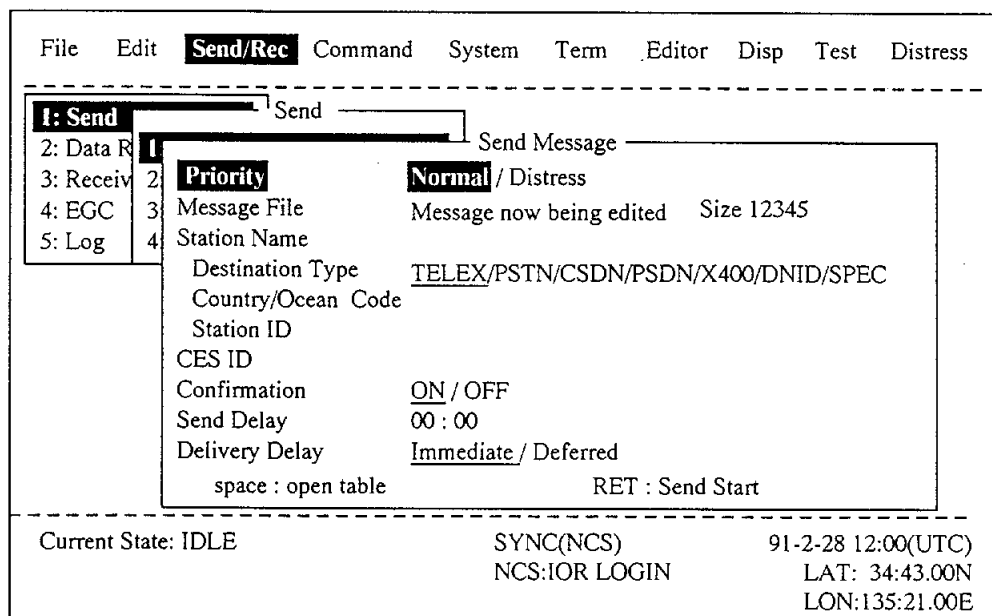 File Edit Send/Rec Command System Term Editor Disp Test Distress
Send
1: Send
2: Data R
3: Receiv
4: EGC
5: Log
1
2
3
4
Send Message
Priority Normal / Distress
Message File Message now being edited Size 12345
Station Name
Destination Type TELEX/PSTN/CSDN/PSDN/X400/DNID/SPEC
Country/Ocean Code
Station ID
CES ID
Confirmation ON / OFF
Send Delay 00 : 00
Delivery Delay Immediate / Deferred
space : open table RET : Send Start
Current State: IDLE SYNC(NCS) 91-2-28 12:00(UTC)
NCS:IOR LOGIN LAT: 34:43.00N
LON:135:21.00E